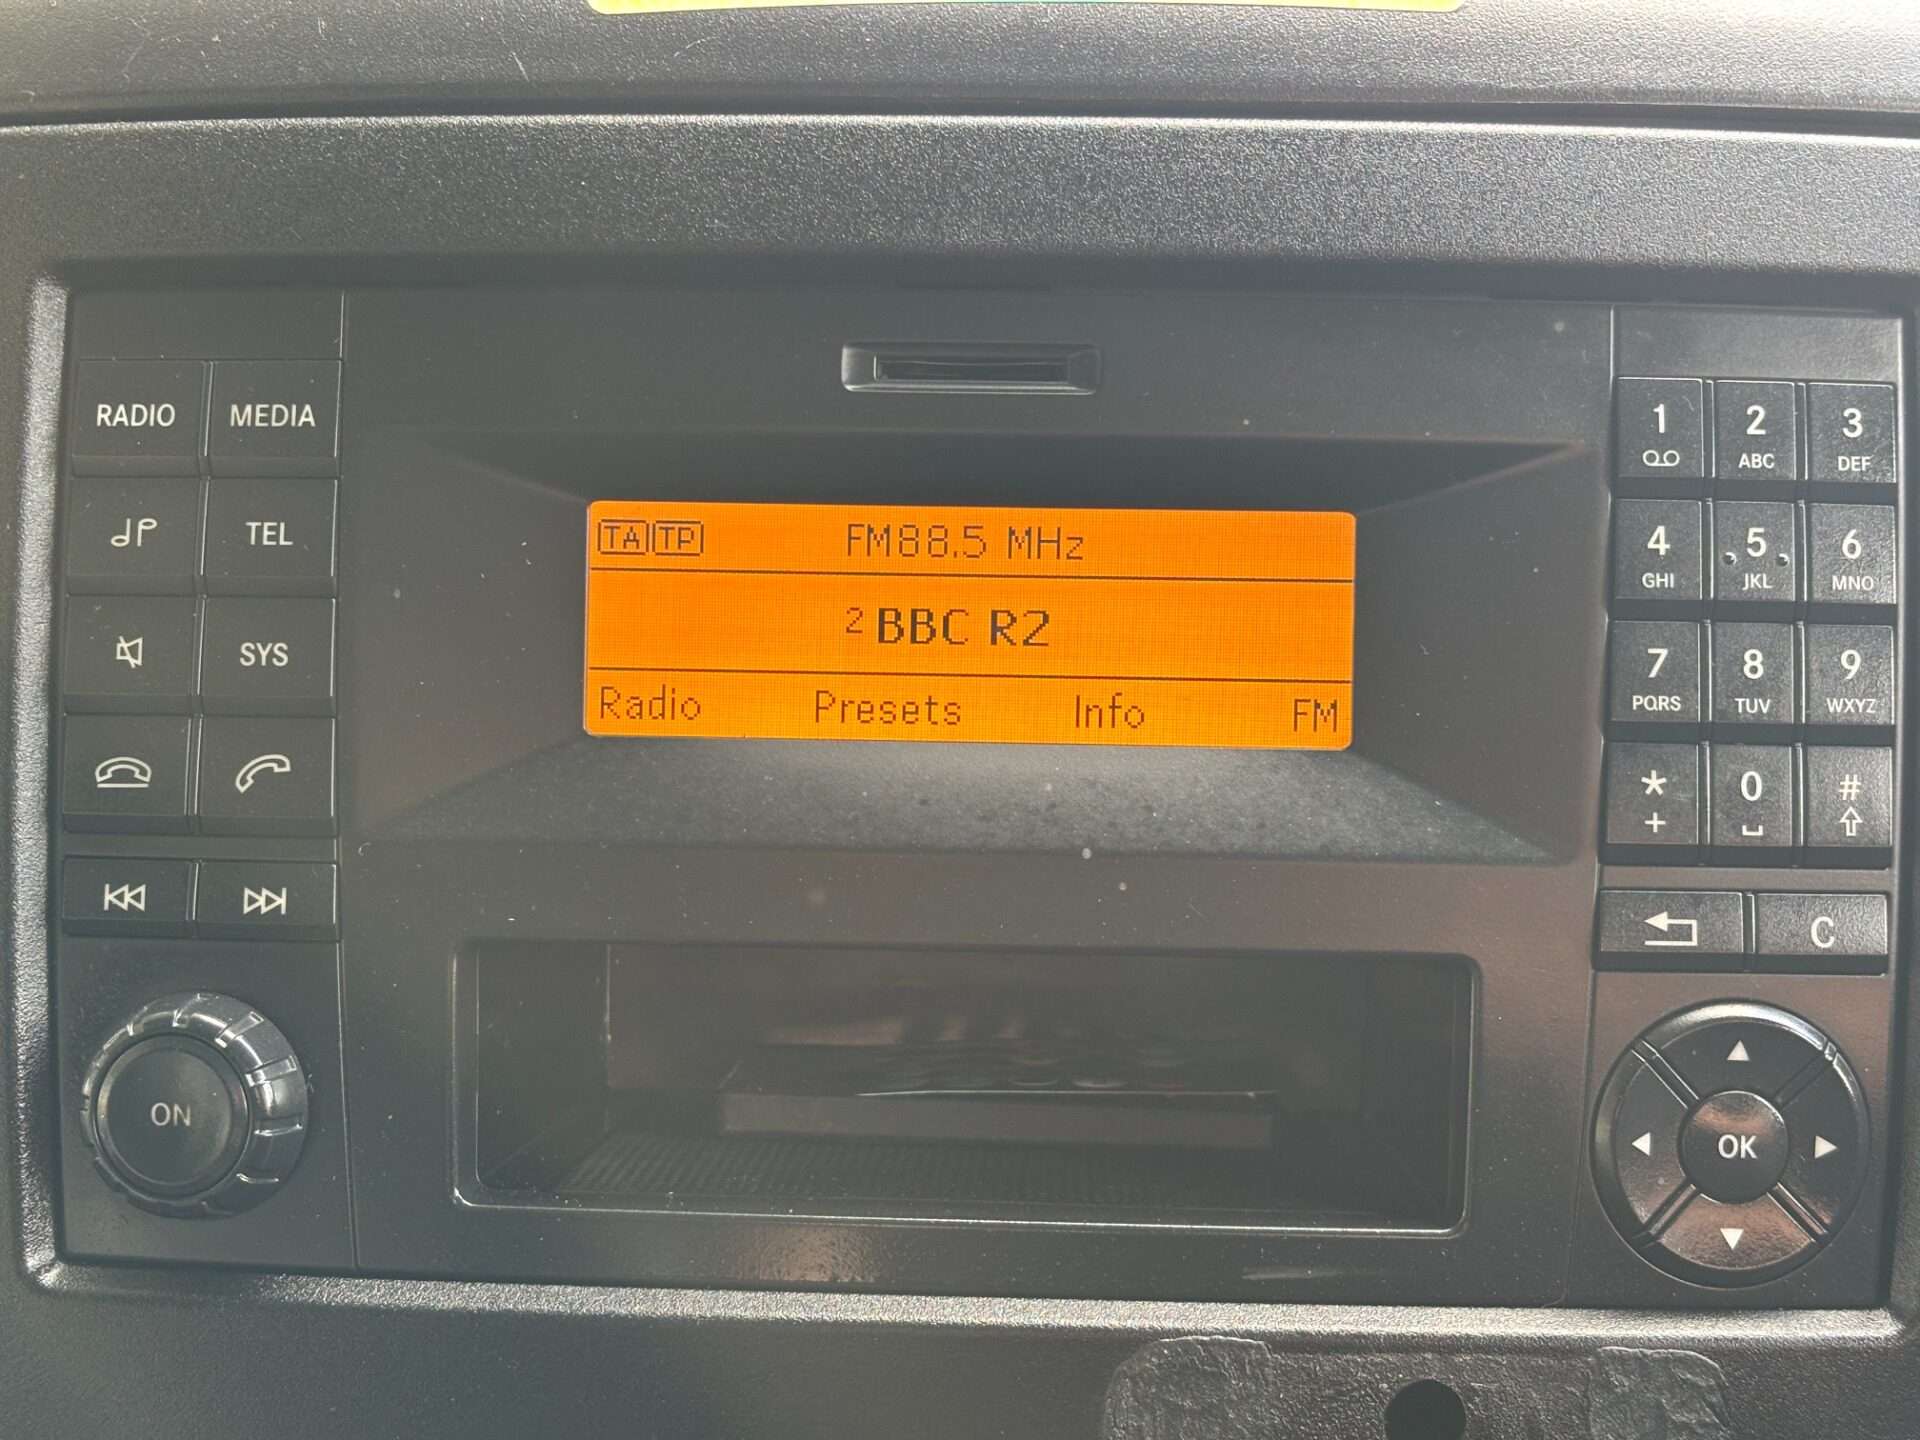 TA TP FM88.5 MHz
2 BBC R2
Radio Presets Info FM
RADIO MEDIA
TEL
SYS
ON
1 2 3
ABC DEF
4 5 6
GHI JKL MNO
7 8 9
PQRS TUV WXYZ
* 0 #
+
C
OK